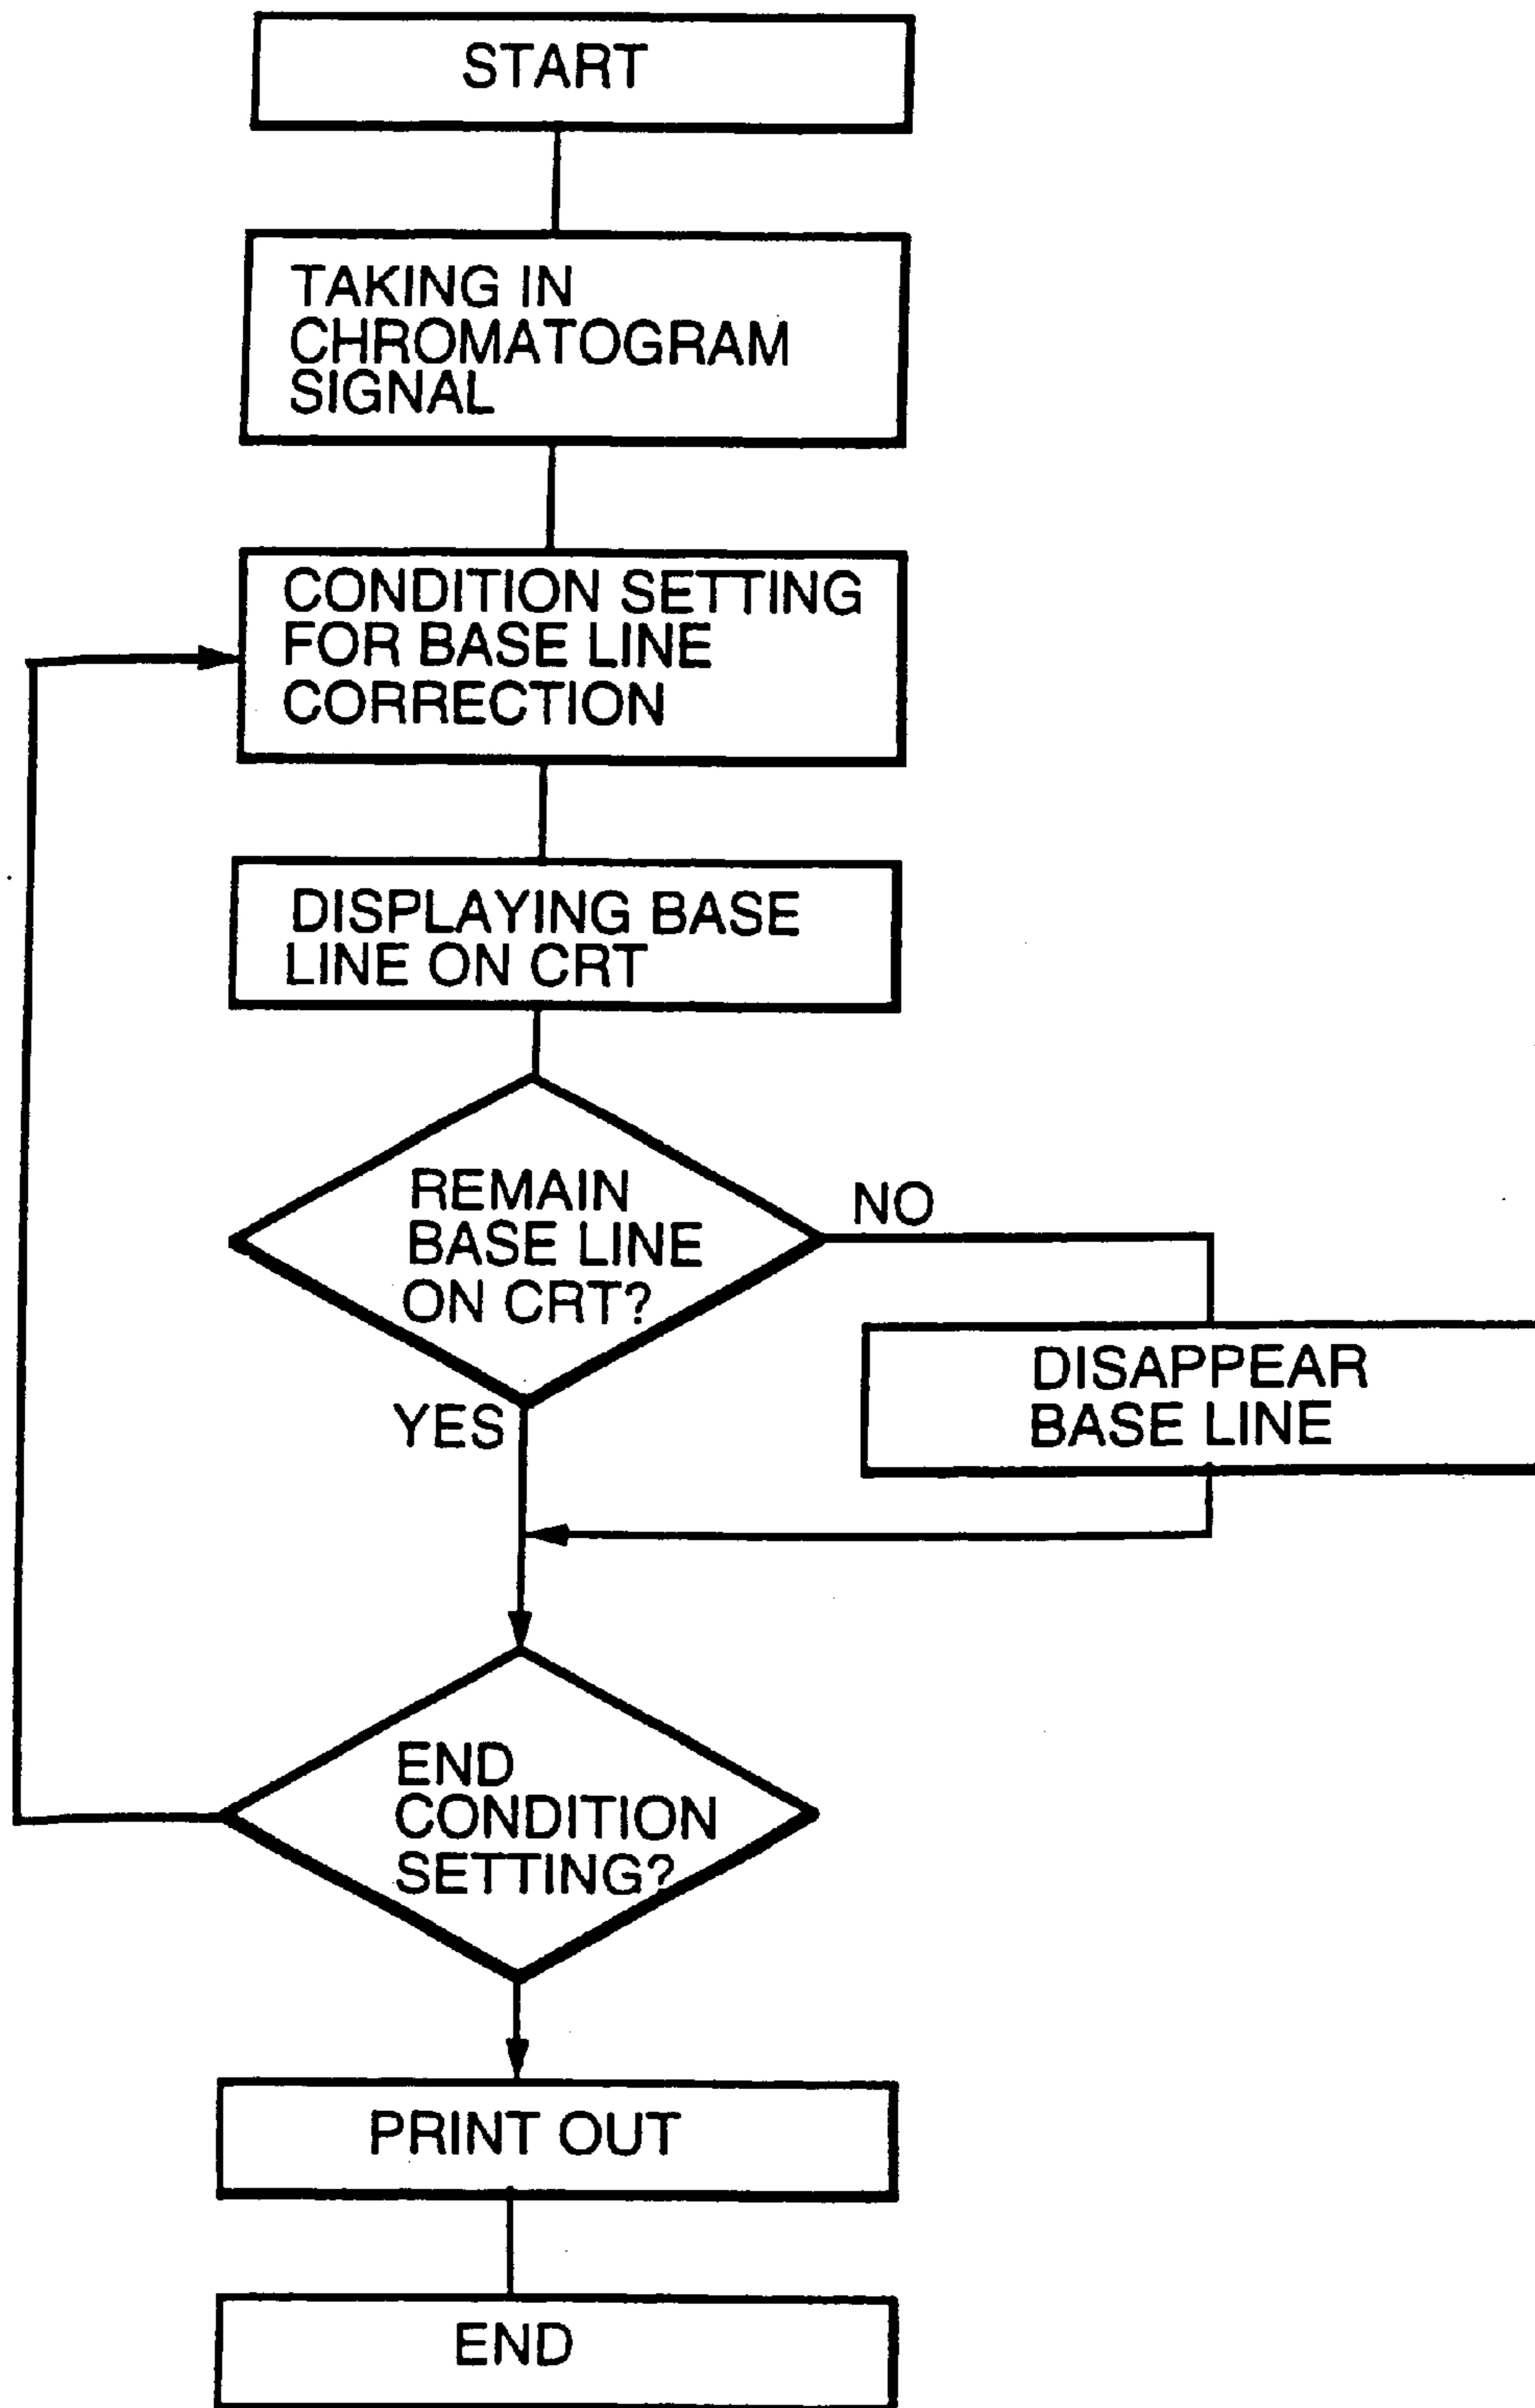 START
TAKING IN
CHROMATOGRAM
SIGNAL
CONDITION SETTING
FOR BASE LINE
CORRECTION
DISPLAYING BASE
LINE ON CRT
REMAIN
BASE LINE
ON CRT?
NO
DISAPPEAR
BASE LINE
YES
END
CONDITION
SETTING?
PRINT OUT
END